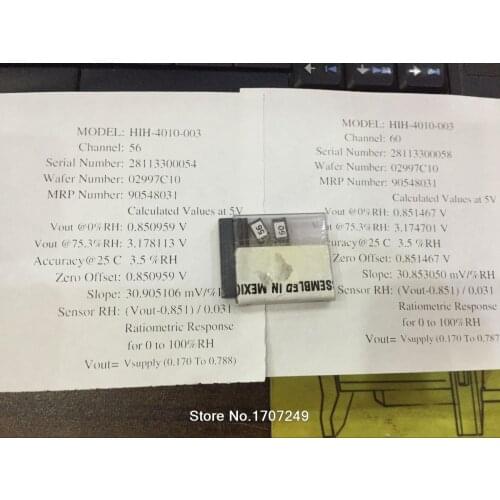 MODEL: HIH-4010-003
Channel: 56
Serial Number: 28113300054
Wafer Number: 02997C10
MRP Number: 90548031
Calculated Values at 5V
Vout @0%RH: 0.850959 V
Vout @75.3%RH: 3.178113 V
Accuracy@25 C 3.5 %RH
Zero Offset: 0.850959 V
Slope: 30.905106 mV/%
Sensor RH: (Vout-0.851) / 0.031
Ratiometric Response
for 0 to 100%RH
Vout= Vsupply (0.170 To 0.788)
MODEL: HIH-4010-003
Channel: 60
Serial Number: 28113300058
Wafer Number: 02997C10
MRP Number: 90548031
Calculated Values at 5V
Vout @0%RH: 0.851467 V
@75.3%RH: 3.174701 V
Accuracy@25 C 3.5 %RH
Offset: 0.851467 V
Slope: 30.853050 mV/%RH
RH: (Vout-0.851) / 0.031
Ratiometric Response
for 0 to 100%RH
Vout= Vsupply (0.170 To 0.787
56
60
SEMBLED IN MEXIC
Store No.1707249